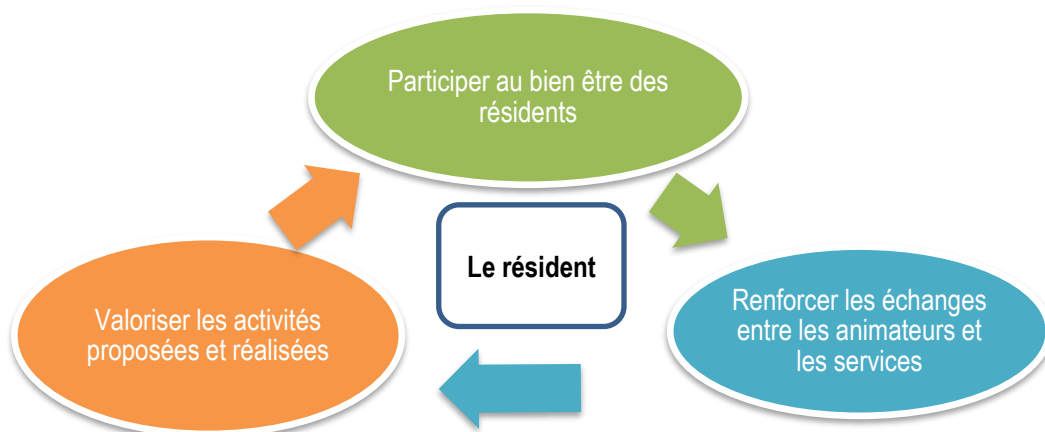 Participer au bien être des
résidents
Le résident
Renforcer les échanges
entre les animateurs et
les services
Valoriser les activités
proposées et réalisées